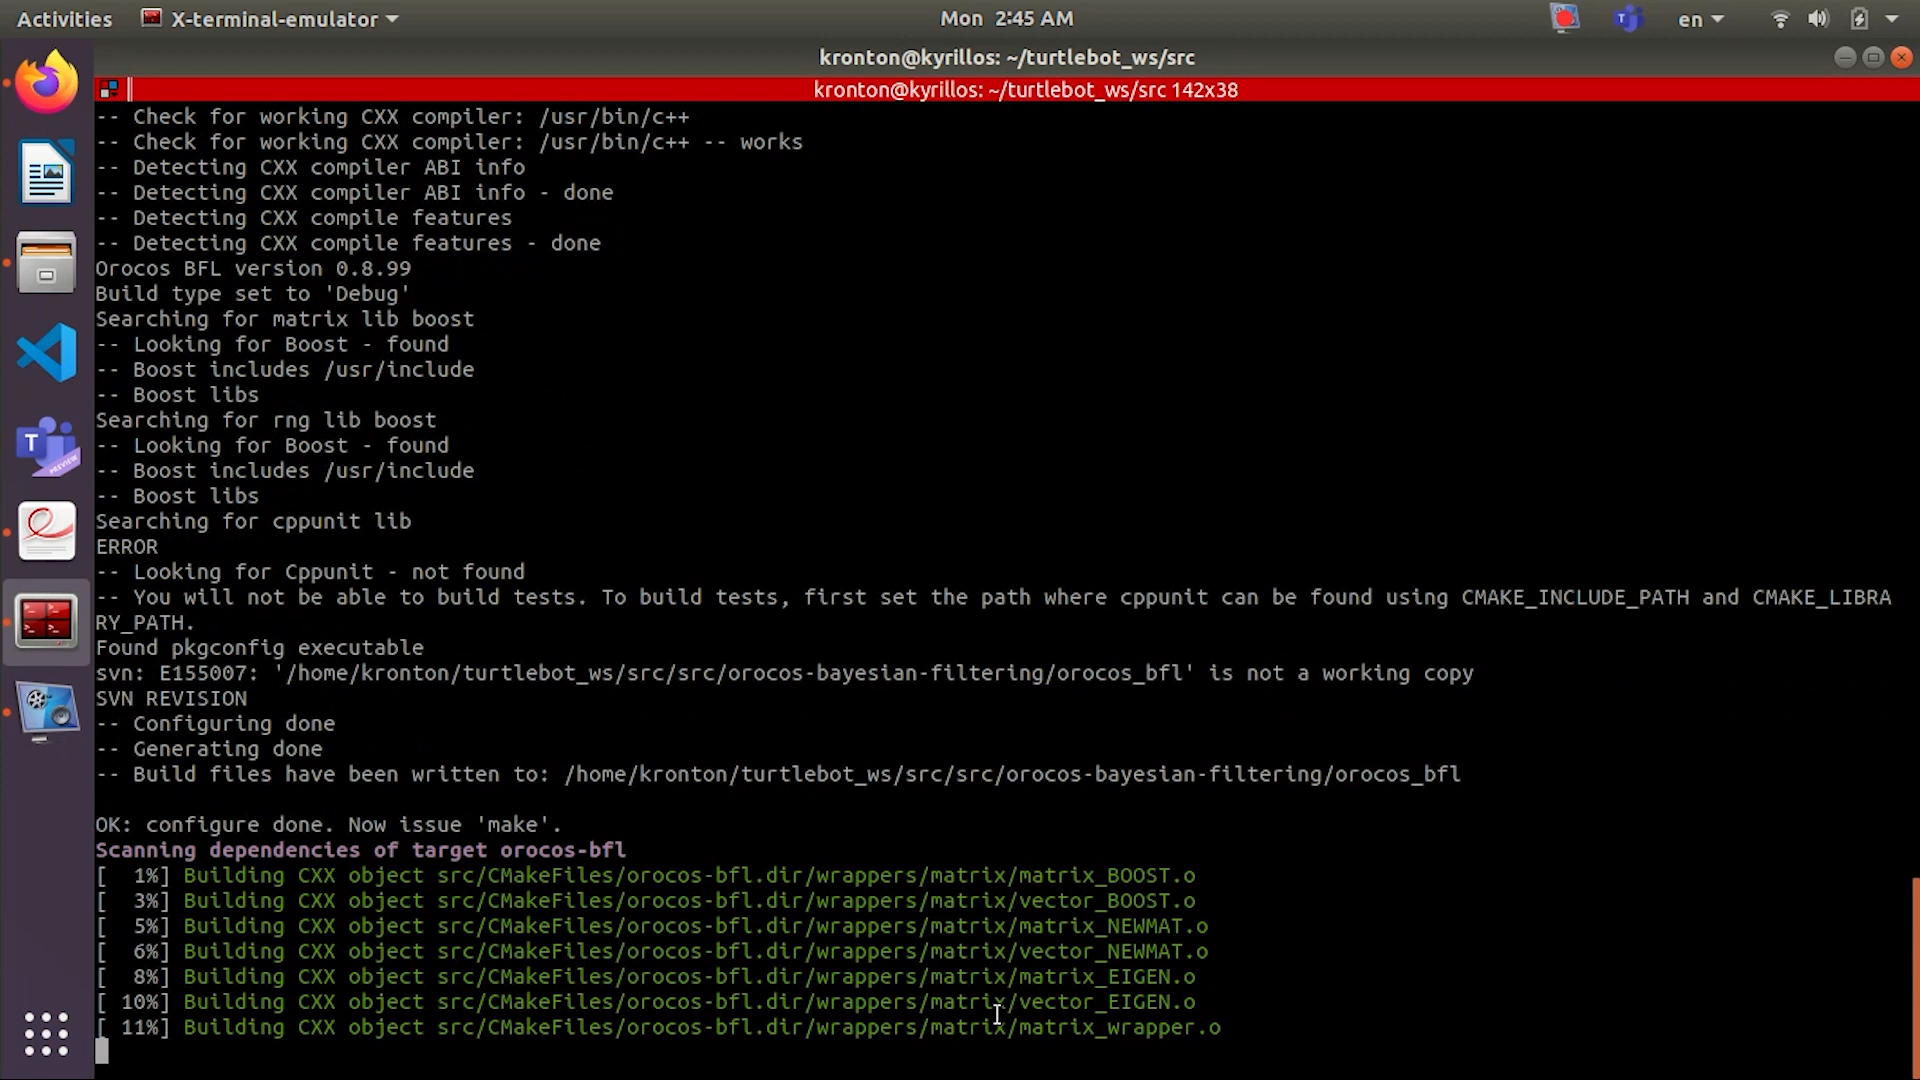 Activities X-terminal-emulator Mon 2:45 AM en
kronton@kyrillos: ~/turtlebot_ws/src
kronton@kyrillos: ~/turtlebot_ws/src 142x38
-- Check for working CXX compiler: /usr/bin/c++
-- Check for working CXX compiler: /usr/bin/c++ -- works
-- Detecting CXX compiler ABI info
-- Detecting CXX compiler ABI info - done
-- Detecting CXX compile features
-- Detecting CXX compile features - done
Orocos BFL version 0.8.99
Build type set to 'Debug'
Searching for matrix lib boost
-- Looking for Boost - found
-- Boost includes /usr/include
-- Boost libs
Searching for rng lib boost
-- Looking for Boost - found
-- Boost includes /usr/include
-- Boost libs
Searching for cppunit lib
ERROR
-- Looking for Cppunit - not found
-- You will not be able to build tests. To build tests, first set the path where cppunit can be found using CMAKE_INCLUDE_PATH and CMAKE_LIBRA
RY_PATH.
Found pkgconfig executable
svn: E155007: '/home/kronton/turtlebot_ws/src/src/orocos-bayesian-filtering/orocos_bfl' is not a working copy
SVN REVISION
-- Configuring done
-- Generating done
-- Build files have been written to: /home/kronton/turtlebot_ws/src/src/orocos-bayesian-filtering/orocos_bfl
OK: configure done. Now issue 'make'.
Scanning dependencies of target orocos-bfl
[  1%] Building CXX object src/CMakeFiles/orocos-bfl.dir/wrappers/matrix/matrix_BOOST.o
[  3%] Building CXX object src/CMakeFiles/orocos-bfl.dir/wrappers/matrix/vector_BOOST.o
[  5%] Building CXX object src/CMakeFiles/orocos-bfl.dir/wrappers/matrix/matrix_NEWMAT.o
[  6%] Building CXX object src/CMakeFiles/orocos-bfl.dir/wrappers/matrix/vector_NEWMAT.o
[  8%] Building CXX object src/CMakeFiles/orocos-bfl.dir/wrappers/matrix/matrix_EIGEN.o
[ 10%] Building CXX object src/CMakeFiles/orocos-bfl.dir/wrappers/matrix/vector_EIGEN.o
[ 11%] Building CXX object src/CMakeFiles/orocos-bfl.dir/wrappers/matrix/matrix_wrapper.o